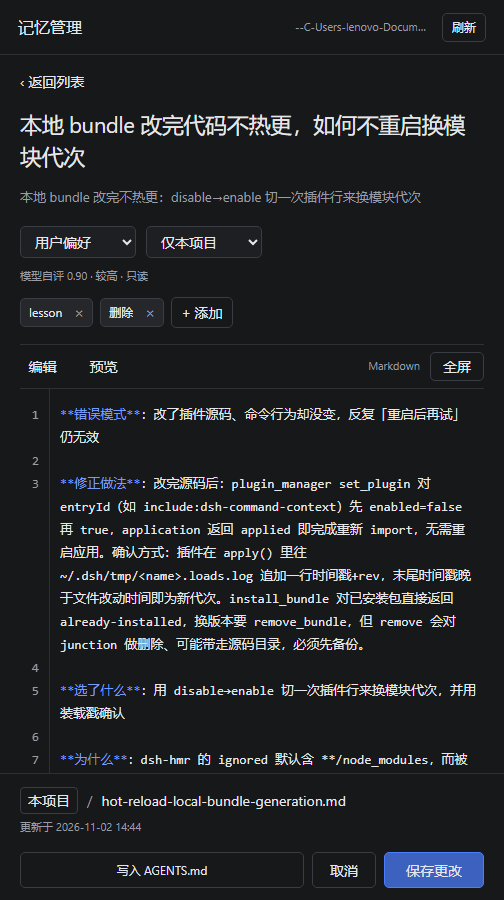 记忆管理
--C-Users-lenovo-Docum...
刷新
‹ 返回列表
本地 bundle 改完代码不热更，如何不重启换模
块代次
本地 bundle 改完不热更：disable→enable 切一次插件行来换模块代次
用户偏好
仅本项目
模型自评 0.90 · 较高 · 只读
lesson ×
删除 ×
+ 添加
编辑
预览
Markdown
全屏
1 **错误模式**：改了插件源码、命令行为却没变，反复「重启后再试」
仍无效
2
3 **修正做法**：改完源码后：plugin_manager set_plugin 对
entryId（如 include:dsh-command-context）先 enabled=false
再 true，application 返回 applied 即完成重新 import，无需重
启应用。确认方式：插件在 apply() 里往
~/.dsh/tmp/<name>.loads.log 追加一行时间戳+rev，末尾时间戳晚
于文件改动时间即为新代次。install_bundle 对已安装包直接返回
already-installed，换版本要 remove_bundle，但 remove 会对
junction 做删除、可能带走源码目录，必须先备份。
4
5 **选了什么**：用 disable→enable 切一次插件行来换模块代次，并用
装载戳确认
6
7 **为什么**：dsh-hmr 的 ignored 默认含 **/node_modules，而被
本项目 / hot-reload-local-bundle-generation.md
更新于 2026-11-02 14:44
写入 AGENTS.md
取消
保存更改